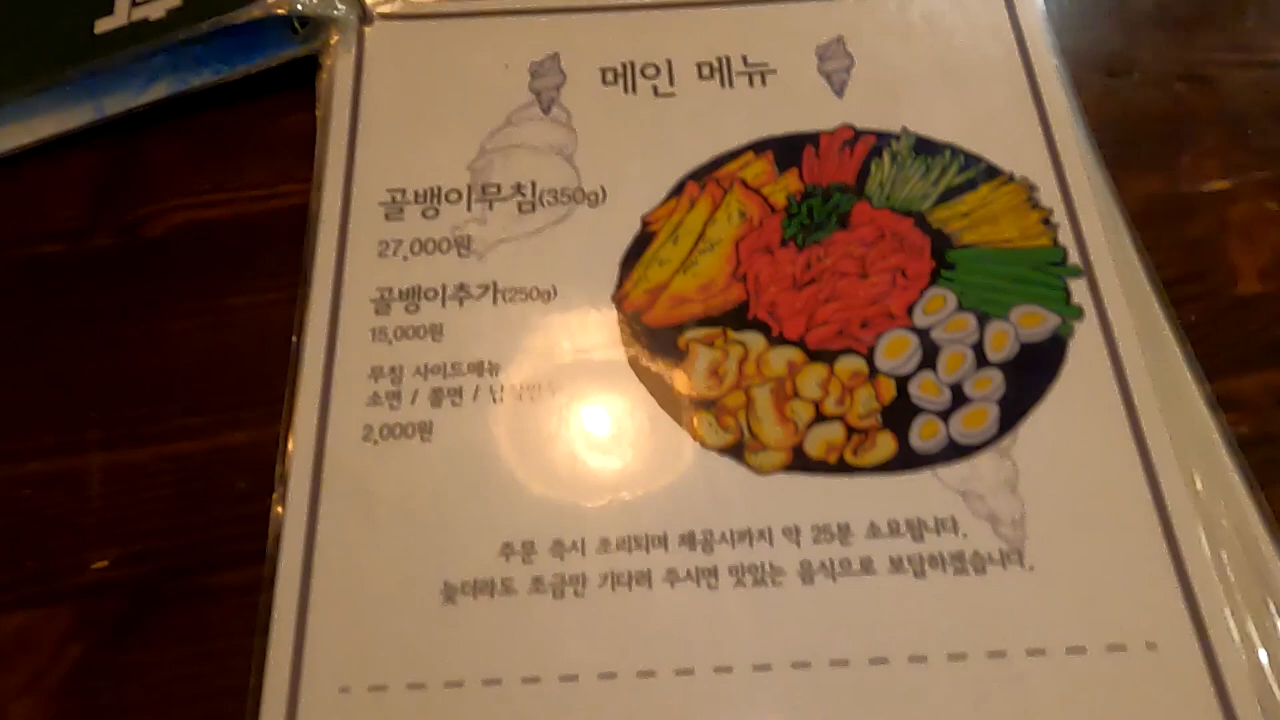 메인 메뉴
골뱅이무침(350g)
27,000원
골뱅이추가(250g)
15,000원
무침 사이드메뉴
소면 / 쫄면 /
2,000원
주문 즉시 조리되며 제공시까지 약 25분 소요됩니다.
늦더라도 조금만 기다려 주시면 맛있는 음식으로 보답하겠습니다.